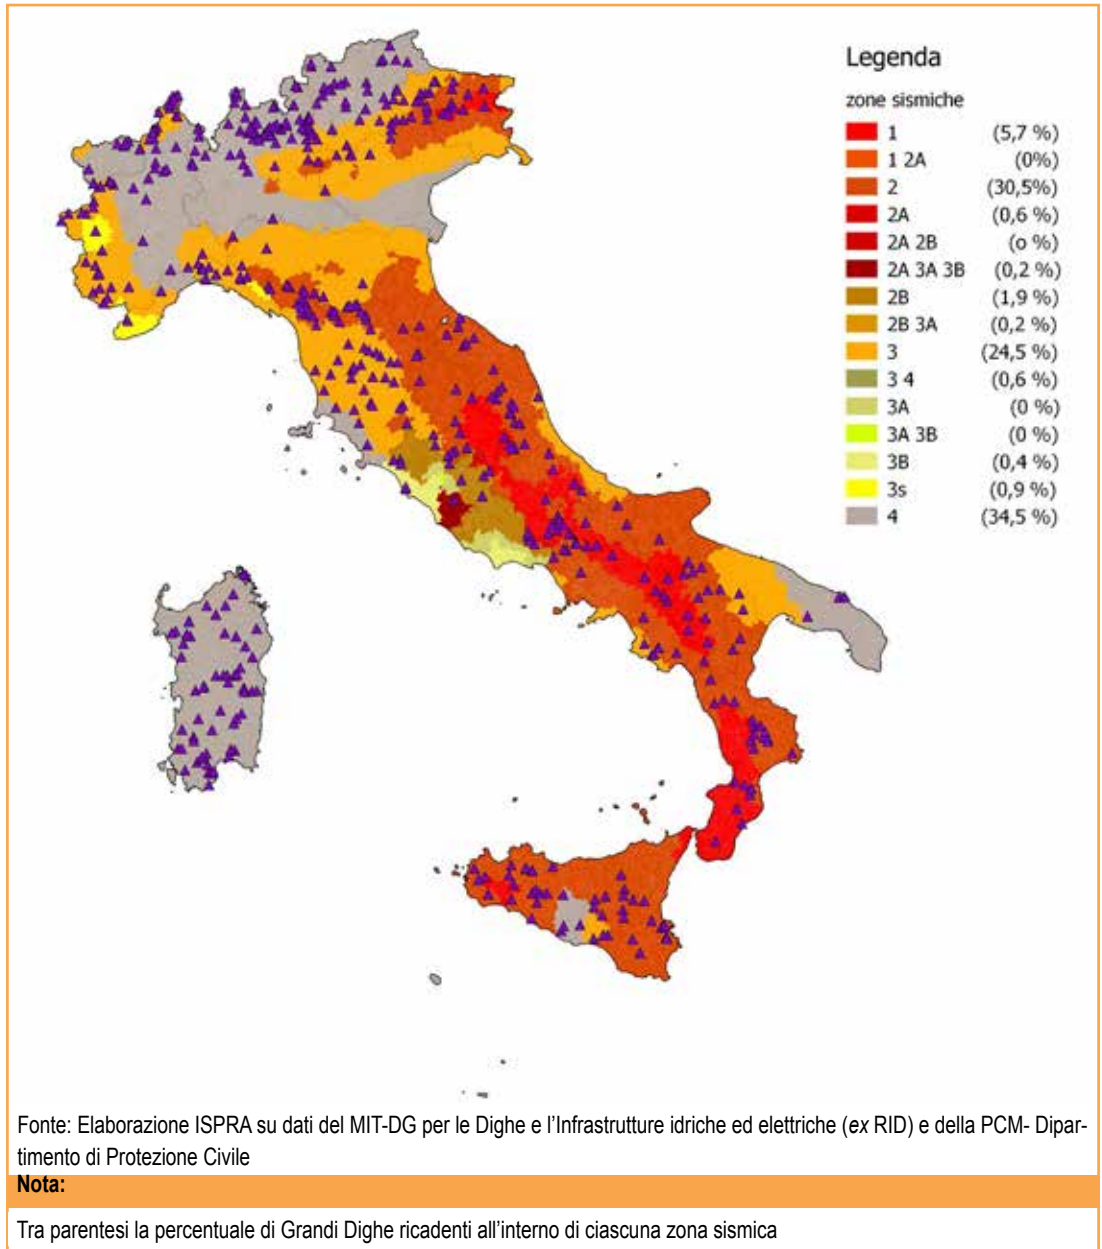 Legenda
zone sismiche
1 (5,7 %)
1 2A (0%)
2 (30,5%)
2A (0,6 %)
2A 2B (o %)
2A 3A 3B (0,2 %)
2B (1,9 %)
2B 3A (0,2 %)
3 (24,5 %)
3 4 (0,6 %)
3A (0 %)
3A 3B (0 %)
3B (0,4 %)
3s (0,9 %)
4 (34,5 %)
Fonte: Elaborazione ISPRA su dati del MIT-DG per le Dighe e l'Infrastrutture idriche ed elettriche (ex RID) e della PCM- Dipar-
timento di Protezione Civile
Nota:
Tra parentesi la percentuale di Grandi Dighe ricadenti all'interno di ciascuna zona sismica